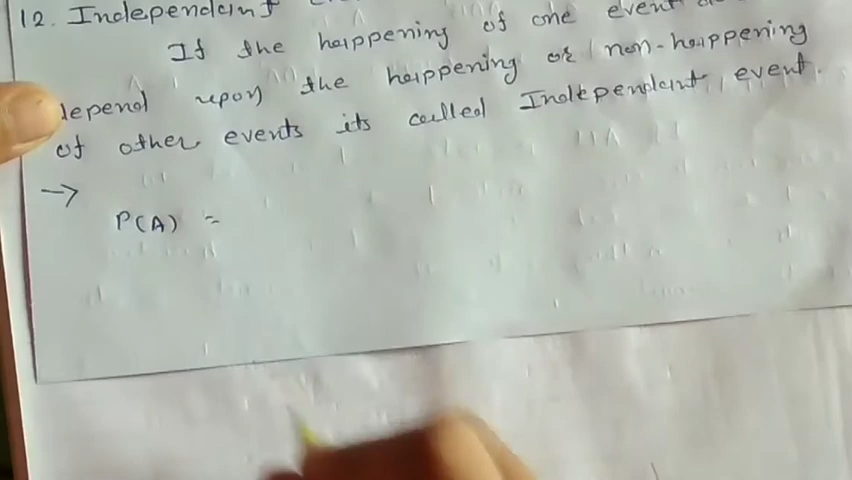 12. Independent
If the happening of one event
depend upon the happening or non-happening
of other events its called Independent event.
→
P(A) =